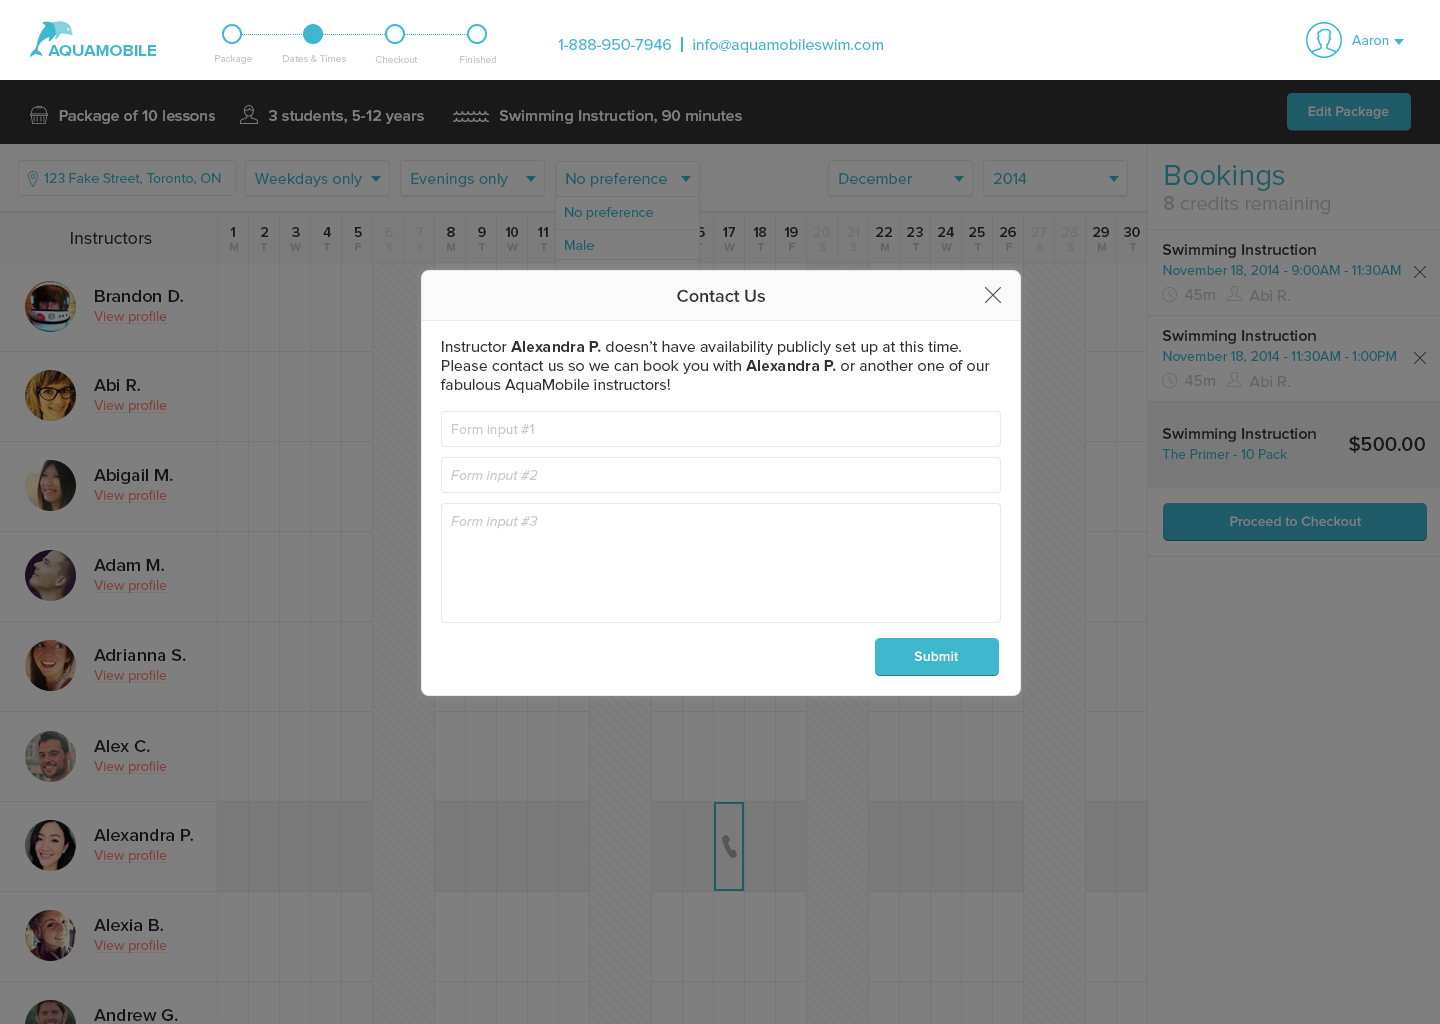 AQUAMOBILE
Package
Dates & Times
Checkout
Finished
1-888-950-7946 | info@aquamobileswim.com
Aaron
Package of 10 lessons
3 students, 5-12 years
Swimming Instruction, 90 minutes
Edit Package
123 Fake Street, Toronto, ON
Weekdays only
Evenings only
No preference
December
2014
No preference
Male
Instructors
1 2 3 4 5 6 7 8 9 10 11 17 18 19 20 21 22 23 24 25 26 27 28 29 30
M T W T F S S M T W T W T F S S M T W T F S S M T
Brandon D.
View profile
Abi R.
View profile
Abigail M.
View profile
Adam M.
View profile
Adrianna S.
View profile
Alex C.
View profile
Alexandra P.
View profile
Alexia B.
View profile
Andrew G.
Contact Us
Instructor Alexandra P. doesn’t have availability publicly set up at this time.
Please contact us so we can book you with Alexandra P. or another one of our
fabulous AquaMobile instructors!
Form input #1
Form input #2
Form input #3
Submit
Bookings
8 credits remaining
Swimming Instruction
November 18, 2014 - 9:00AM - 11:30AM
45m Abi R.
Swimming Instruction
November 18, 2014 - 11:30AM - 1:00PM
45m Abi R.
Swimming Instruction
The Primer - 10 Pack
$500.00
Proceed to Checkout